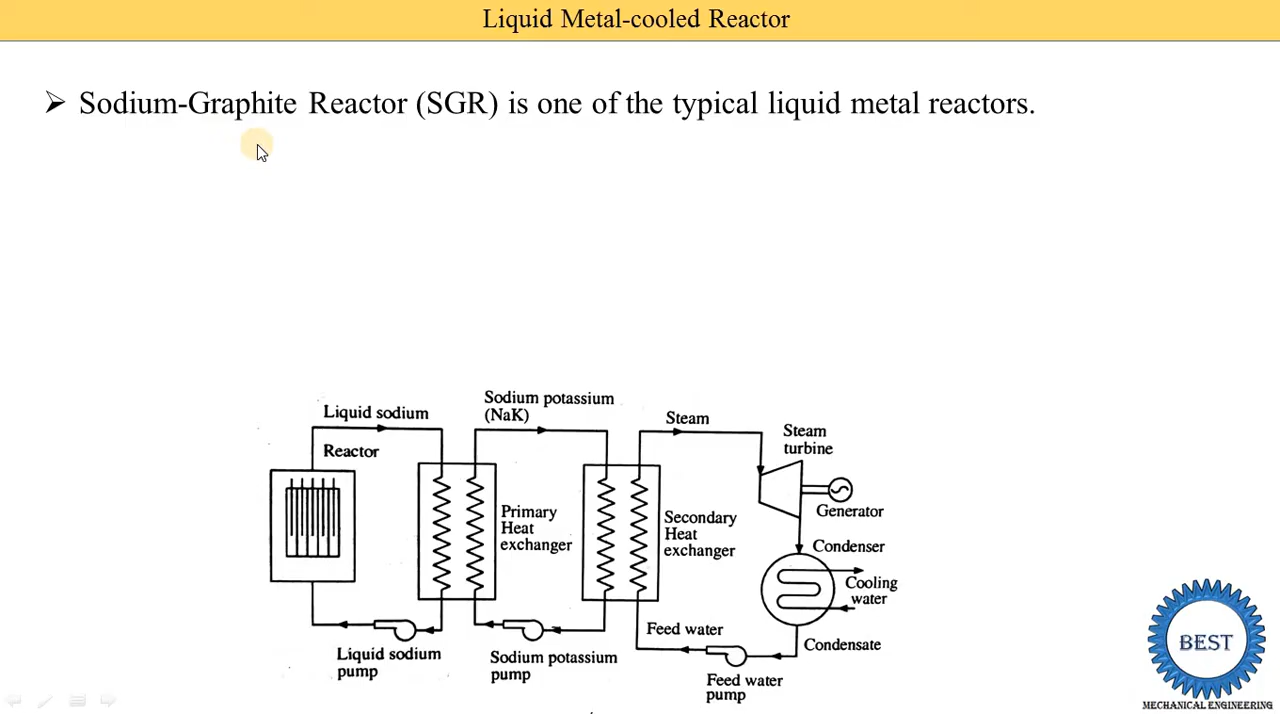 Liquid Metal-cooled Reactor
Sodium-Graphite Reactor (SGR) is one of the typical liquid metal reactors.
Liquid sodium
Reactor
Sodium potassium
(NaK)
Steam
Steam
turbine
Primary
Heat
exchanger
Secondary
Heat
exchanger
Generator
Condenser
Cooling
water
Feed water
Condensate
Liquid sodium
pump
Sodium potassium
pump
Feed water
pump
BEST
MECHANICAL ENGINEERING